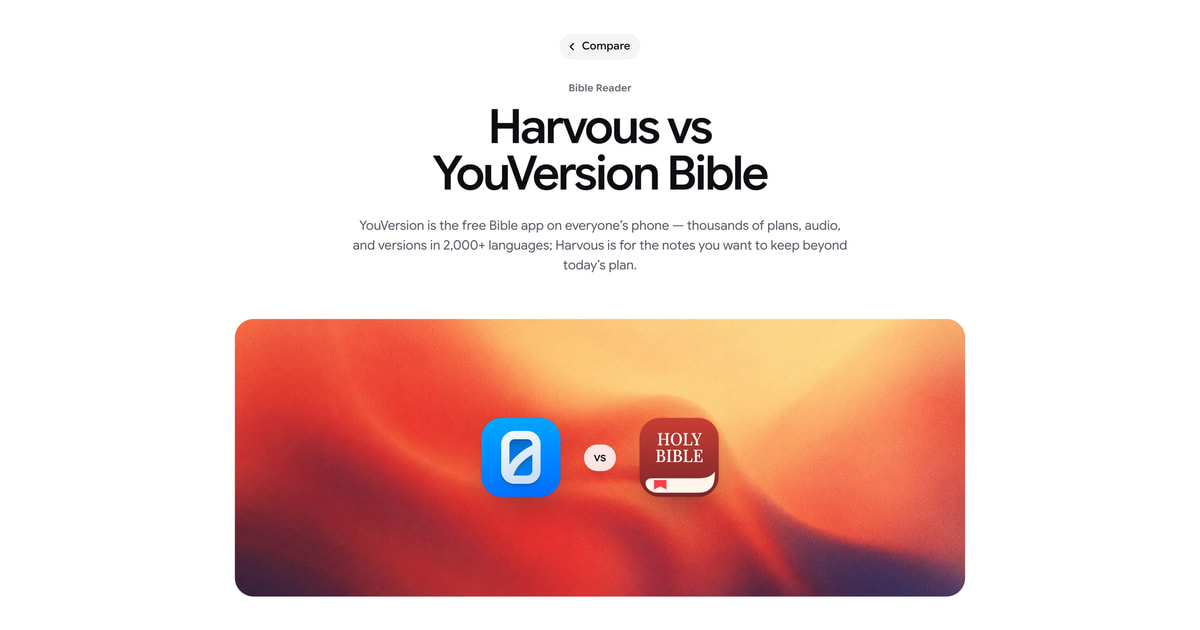 Compare
Bible Reader
Harvous vs
YouVersion Bible
YouVersion is the free Bible app on everyone’s phone — thousands of plans, audio,
and versions in 2,000+ languages; Harvous is for the notes you want to keep beyond
today’s plan.
vs
HOLY
BIBLE